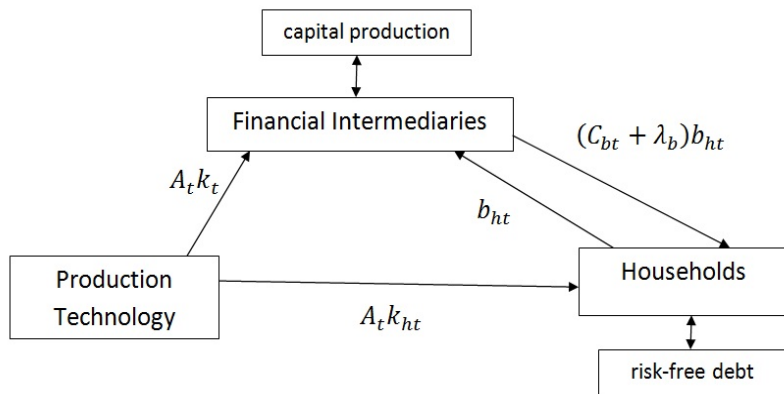 capital production
Financial Intermediaries
$(C_{bt} + \lambda_b)b_{ht}$
$A_t k_t$
$b_{ht}$
Households
Production
Technology
$A_t k_{ht}$
risk-free debt